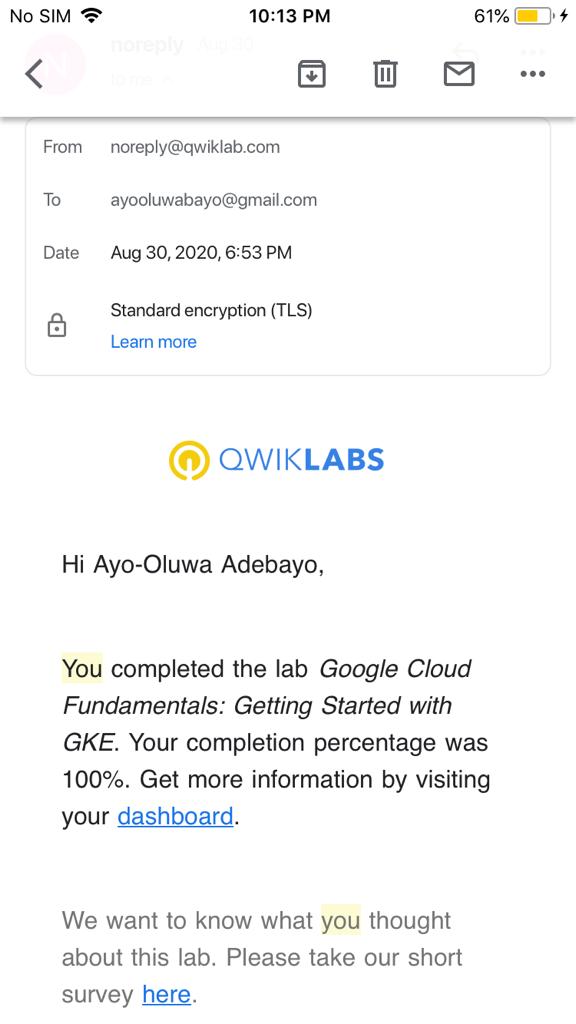 No SIM 10:13 PM 61%
noreply Aug 30
to me
From noreply@qwiklab.com
To ayooluwabayo@gmail.com
Date Aug 30, 2020, 6:53 PM
Standard encryption (TLS)
Learn more
QWIKLABS
Hi Ayo-Oluwa Adebayo,
You completed the lab Google Cloud
Fundamentals: Getting Started with
GKE. Your completion percentage was
100%. Get more information by visiting
your dashboard.
We want to know what you thought
about this lab. Please take our short
survey here.